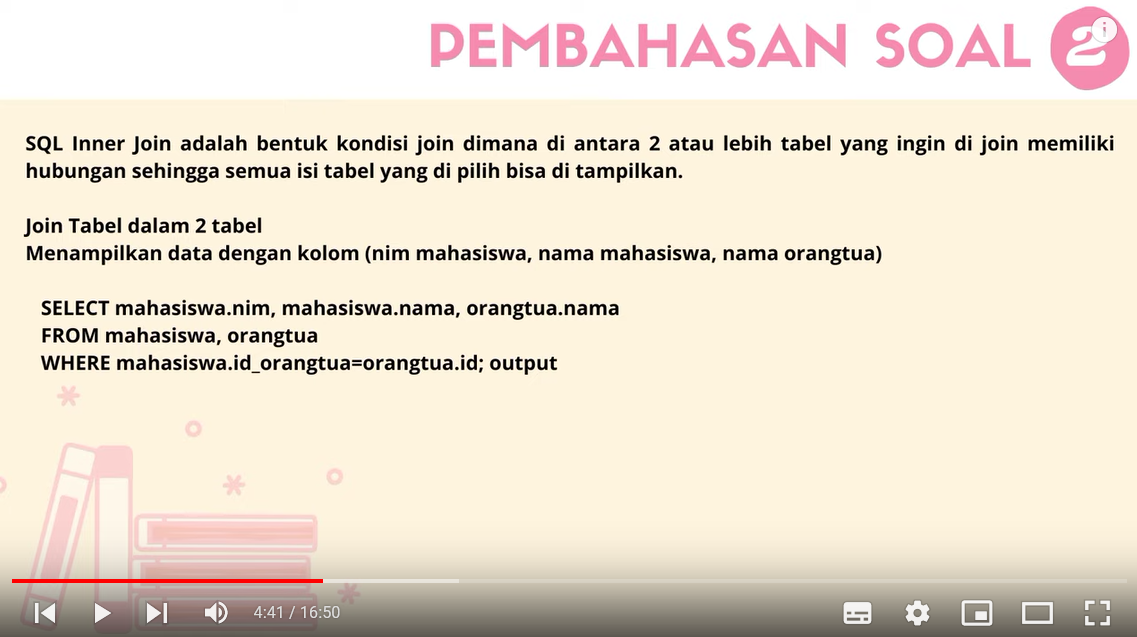 PEMBAHASAN SOAL 2
SQL Inner Join adalah bentuk kondisi join dimana di antara 2 atau lebih tabel yang ingin di join memiliki
hubungan sehingga semua isi tabel yang di pilih bisa di tampilkan.
Join Tabel dalam 2 tabel
Menampilkan data dengan kolom (nim mahasiswa, nama mahasiswa, nama orangtua)
SELECT mahasiswa.nim, mahasiswa.nama, orangtua.nama
FROM mahasiswa, orangtua
WHERE mahasiswa.id_orangtua=orangtua.id; output
4:41 / 16:50